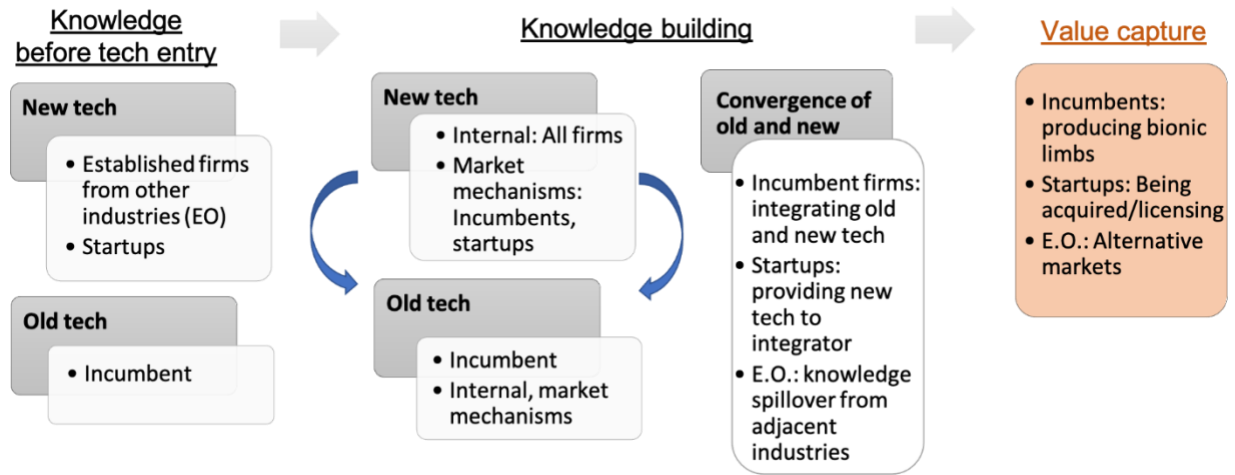 Knowledge
before tech entry
Knowledge building
Value capture
New tech
• Established firms
from other
industries (EO)
• Startups
Old tech
• Incumbent
New tech
• Internal: All firms
• Market
mechanisms:
Incumbents,
startups
Old tech
• Incumbent
• Internal, market
mechanisms
Convergence of
old and new
• Incumbent firms:
integrating old
and new tech
• Startups:
providing new
tech to
integrator
• E.O.: knowledge
spillover from
adjacent
industries
• Incumbents:
producing bionic
limbs
• Startups: Being
acquired/licensing
• E.O.: Alternative
markets